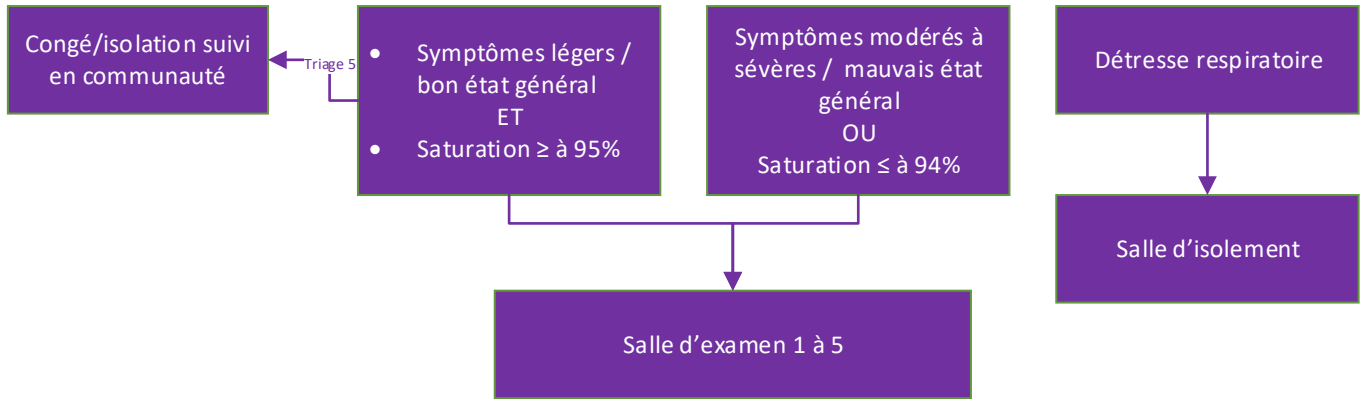 Congé/isolation suivi
en communauté
Triage 5
• Symptômes légers /
bon état général
ET
• Saturation ≥ à 95%
Symptômes modérés à
sévères / mauvais état
général
OU
Saturation ≤ à 94%
Détresse respiratoire
Salle d’isolement
Salle d’examen 1 à 5